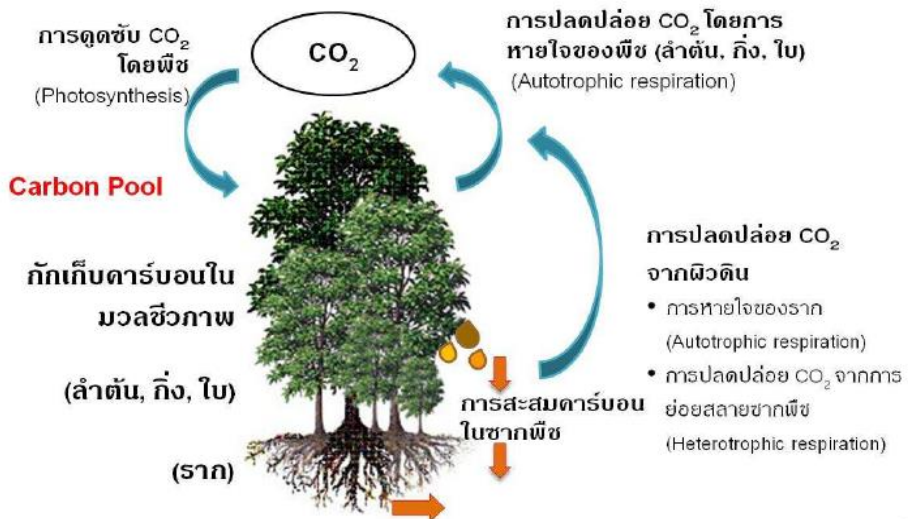 การดูดซับ CO₂
โดยพืช
(Photosynthesis)
CO₂
การปลดปล่อย CO₂ โดยการ
หายใจของพืช (ลำต้น, กิ่ง, ใบ)
(Autotrophic respiration)
Carbon Pool
กักเก็บคาร์บอนใน
มวลชีวภาพ
(ลำต้น, กิ่ง, ใบ)
(ราก)
การสะสมคาร์บอน
ในซากพืช
การปลดปล่อย CO₂
จากผิวดิน
• การหายใจของราก
(Autotrophic respiration)
• การปลดปล่อย CO₂ จากการ
ย่อยสลายซากพืช
(Heterotrophic respiration)